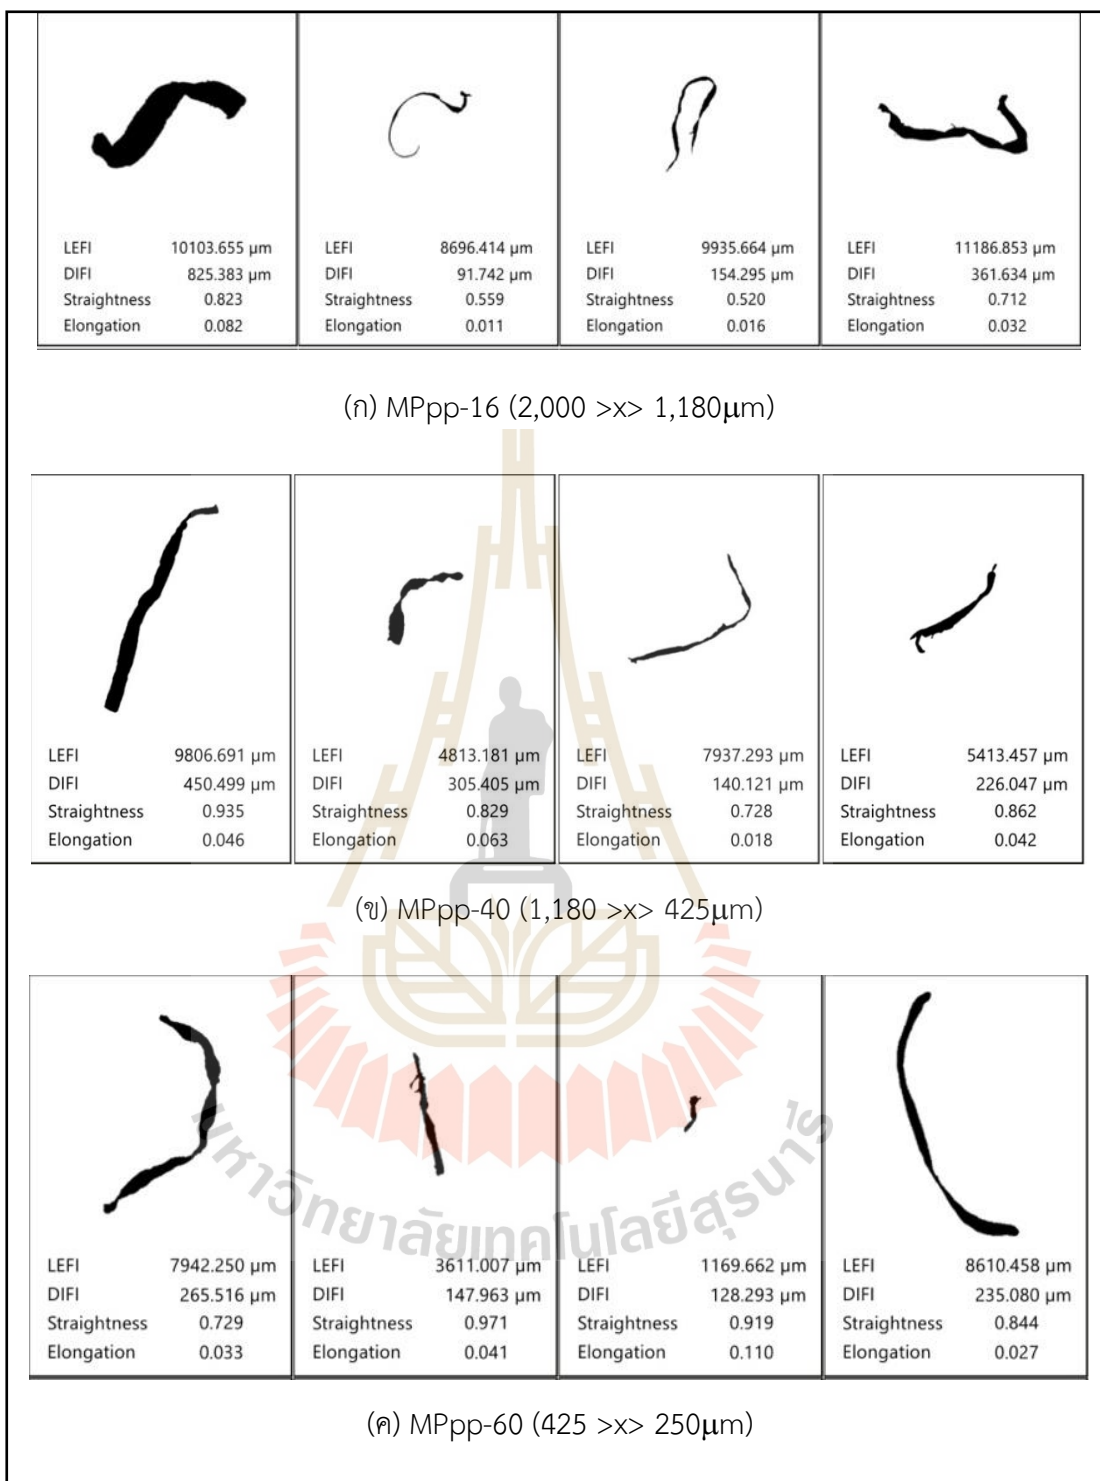 LEFI 10103.655 µm LEFI 8696.414 µm LEFI 9935.664 µm LEFI 11186.853 µm
DIFI 825.383 µm DIFI 91.742 µm DIFI 154.295 µm DIFI 361.634 µm
Straightness 0.823 Straightness 0.559 Straightness 0.520 Straightness 0.712
Elongation 0.082 Elongation 0.011 Elongation 0.016 Elongation 0.032
(ก) MPpp-16 (2,000 >x> 1,180µm)
LEFI 9806.691 µm LEFI 4813.181 µm LEFI 7937.293 µm LEFI 5413.457 µm
DIFI 450.499 µm DIFI 305.405 µm DIFI 140.121 µm DIFI 226.047 µm
Straightness 0.935 Straightness 0.829 Straightness 0.728 Straightness 0.862
Elongation 0.046 Elongation 0.063 Elongation 0.018 Elongation 0.042
(ข) MPpp-40 (1,180 >x> 425µm)
มหาวิทยาลัยเทคโนโลยีสุรนารี
LEFI 7942.250 µm LEFI 3611.007 µm LEFI 1169.662 µm LEFI 8610.458 µm
DIFI 265.516 µm DIFI 147.963 µm DIFI 128.293 µm DIFI 235.080 µm
Straightness 0.729 Straightness 0.971 Straightness 0.919 Straightness 0.844
Elongation 0.033 Elongation 0.041 Elongation 0.110 Elongation 0.027
(ค) MPpp-60 (425 >x> 250µm)